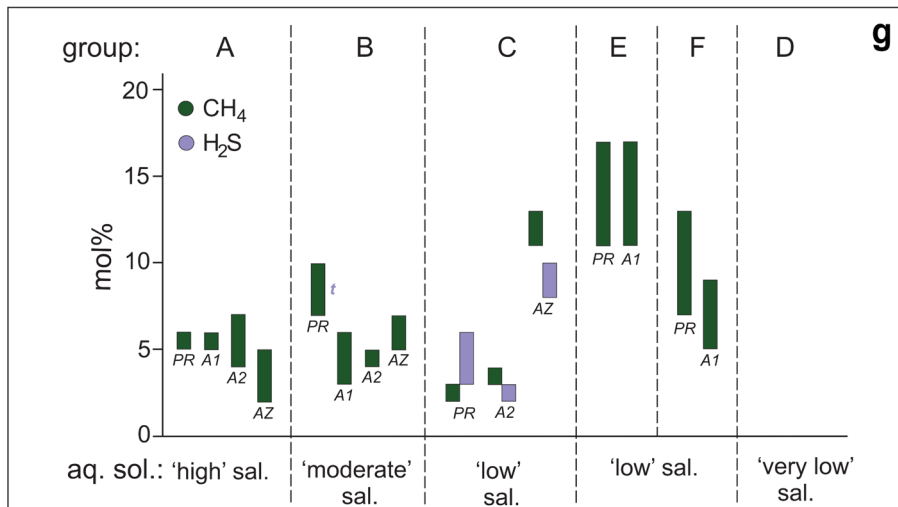 g
group: A B C E F D
20
CH4
H2S
15
mol%
10
PR A1
t
AZ
PR PR
5
A1
PR A1 A2 A2 AZ
A1 PR A2
AZ
0
aq. sol.: ‘high’ sal. ‘moderate’ sal. ‘low’ sal. ‘low’ sal. ‘very low’ sal.